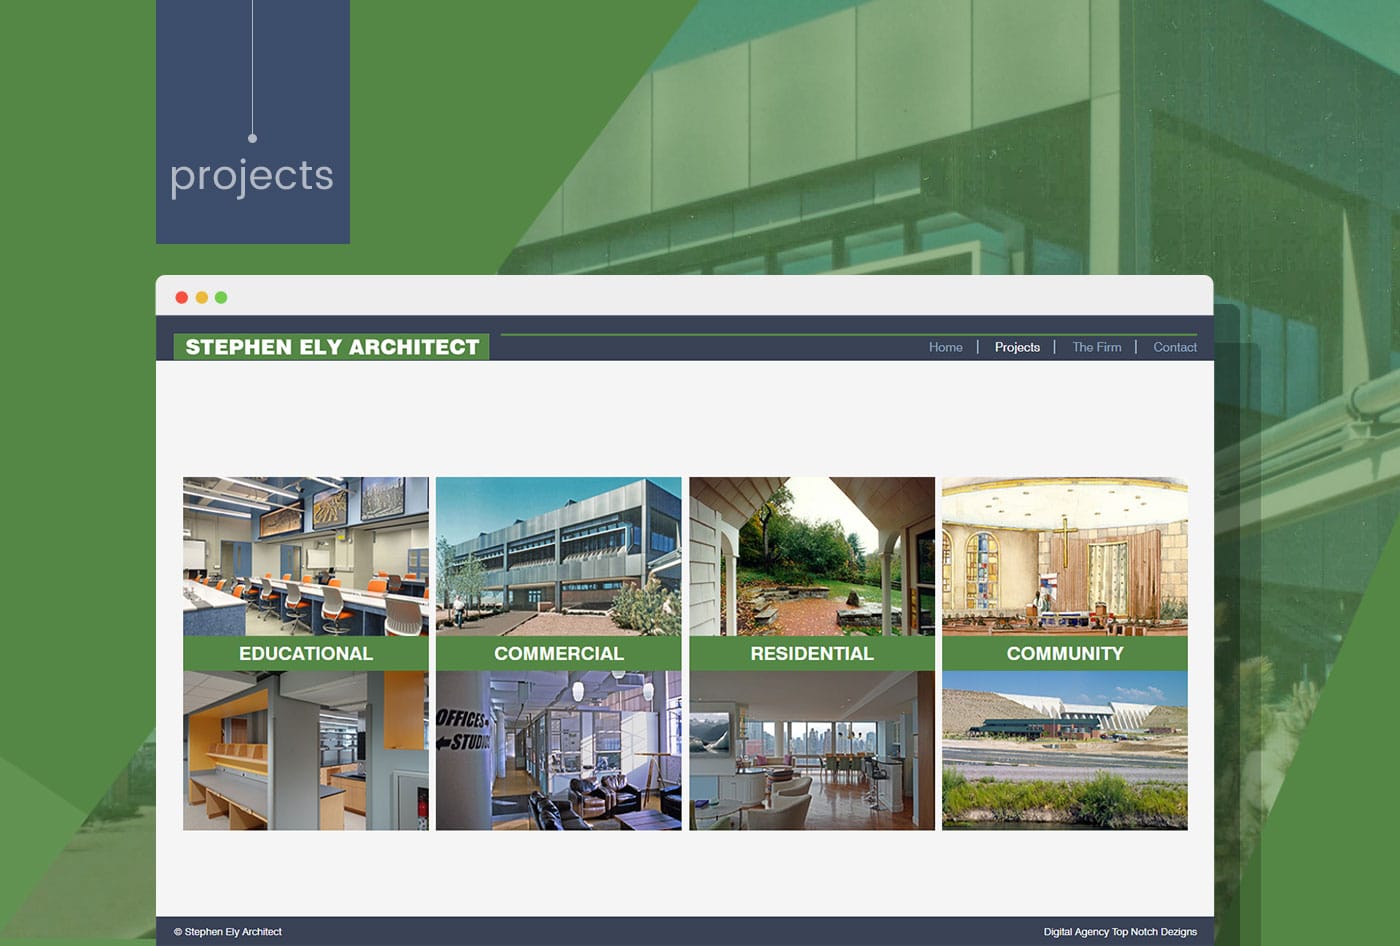 projects
STEPHEN ELY ARCHITECT
Home | Projects | The Firm | Contact
EDUCATIONAL
COMMERCIAL
RESIDENTIAL
COMMUNITY
OFFICES
STUDIOS
© Stephen Ely Architect
Digital Agency Top Notch Dezigns